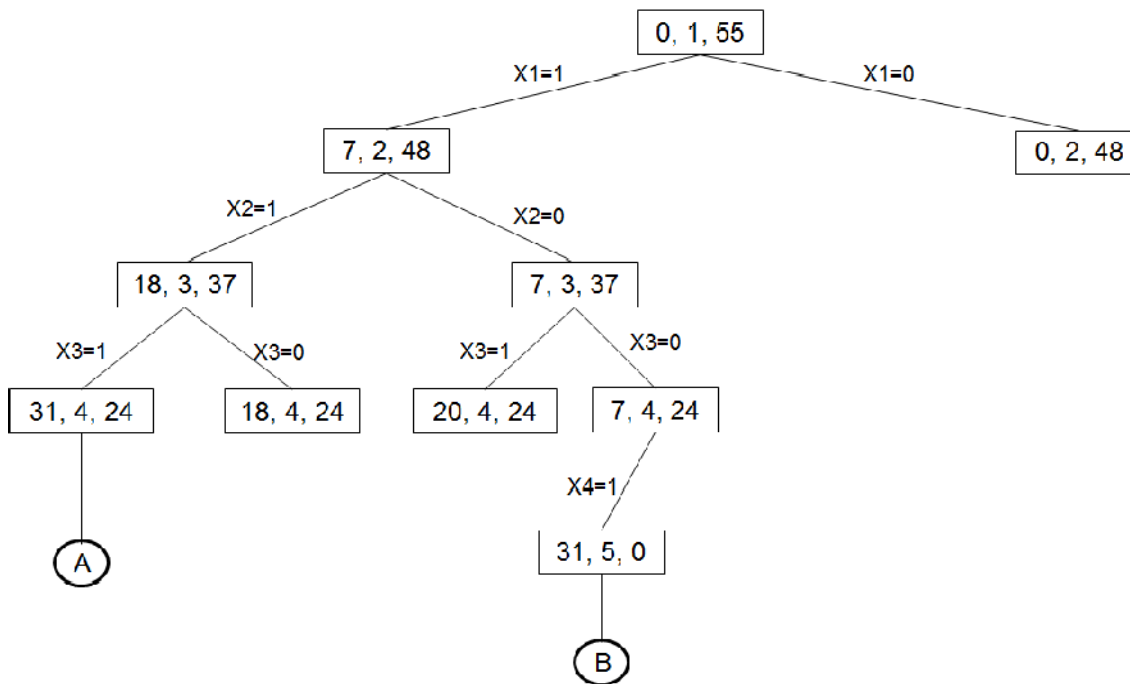 0, 1, 55
X1=1
X1=0
7, 2, 48
0, 2, 48
X2=1
X2=0
18, 3, 37
7, 3, 37
X3=1
X3=0
X3=1
X3=0
31, 4, 24
18, 4, 24
20, 4, 24
7, 4, 24
X4=1
31, 5, 0
A
B